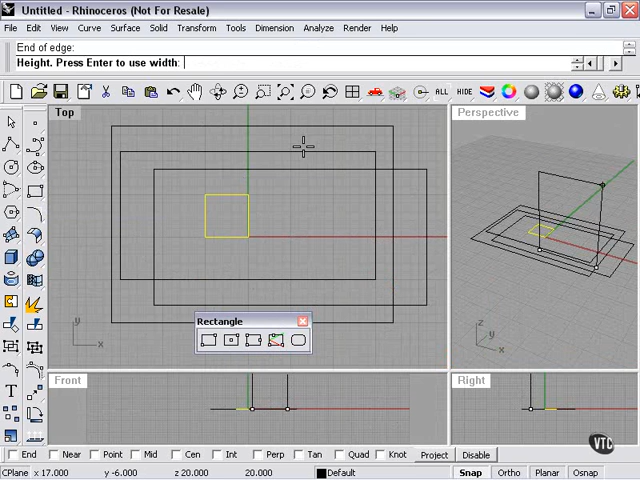 Untitled - Rhinoceros (Not For Resale)
File Edit View Curve Surface Solid Transform Tools Dimension Analyze Render Help
End of edge:
Height. Press Enter to use width:
ALL HIDE
Top
Perspective
y
x
z
y
x
Rectangle
T
Front
Right
VTC
End Near Point Mid Cen Int Perp Tan Quad Knot Project Disable
CPlane x 17.000 y -6.000 z 20.000 20.000 Default Snap Ortho Planar Osnap